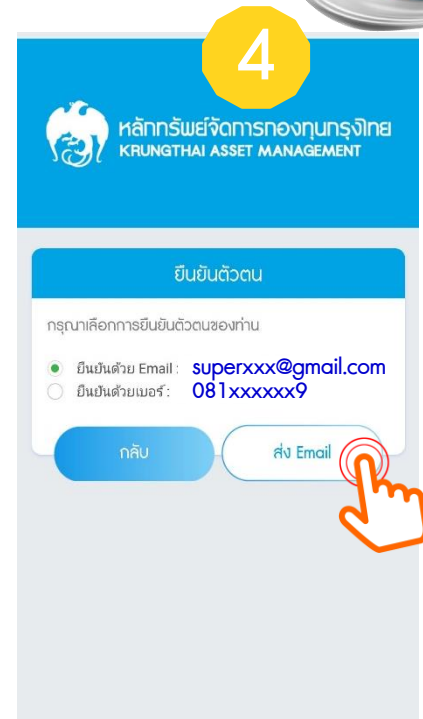 4
หลักทรัพย์จัดการกองทุนกรุงไทย
KRUNGTHAI ASSET MANAGEMENT
ยืนยันตัวตน
กรุณาเลือกการยืนยันตัวตนของท่าน
ยืนยันด้วย Email : superxxx@gmail.com
ยืนยันด้วยเบอร์ : 081xxxxxx9
กลับ
ส่ง Email